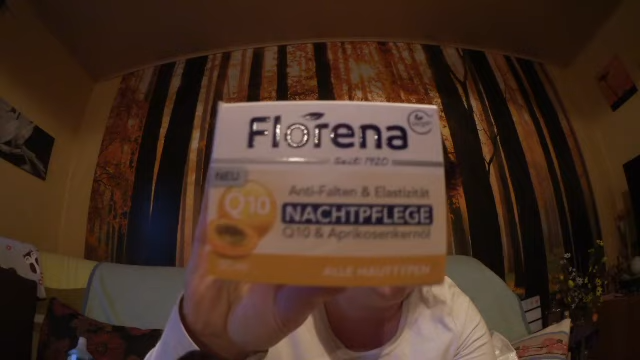 Florena
Seit 1920
NEU
Anti-Falten & Elastizität
Q10
NACHTPFLEGE
Q10 & Aprikosenkernöl
ALLE HAUTTYPEN